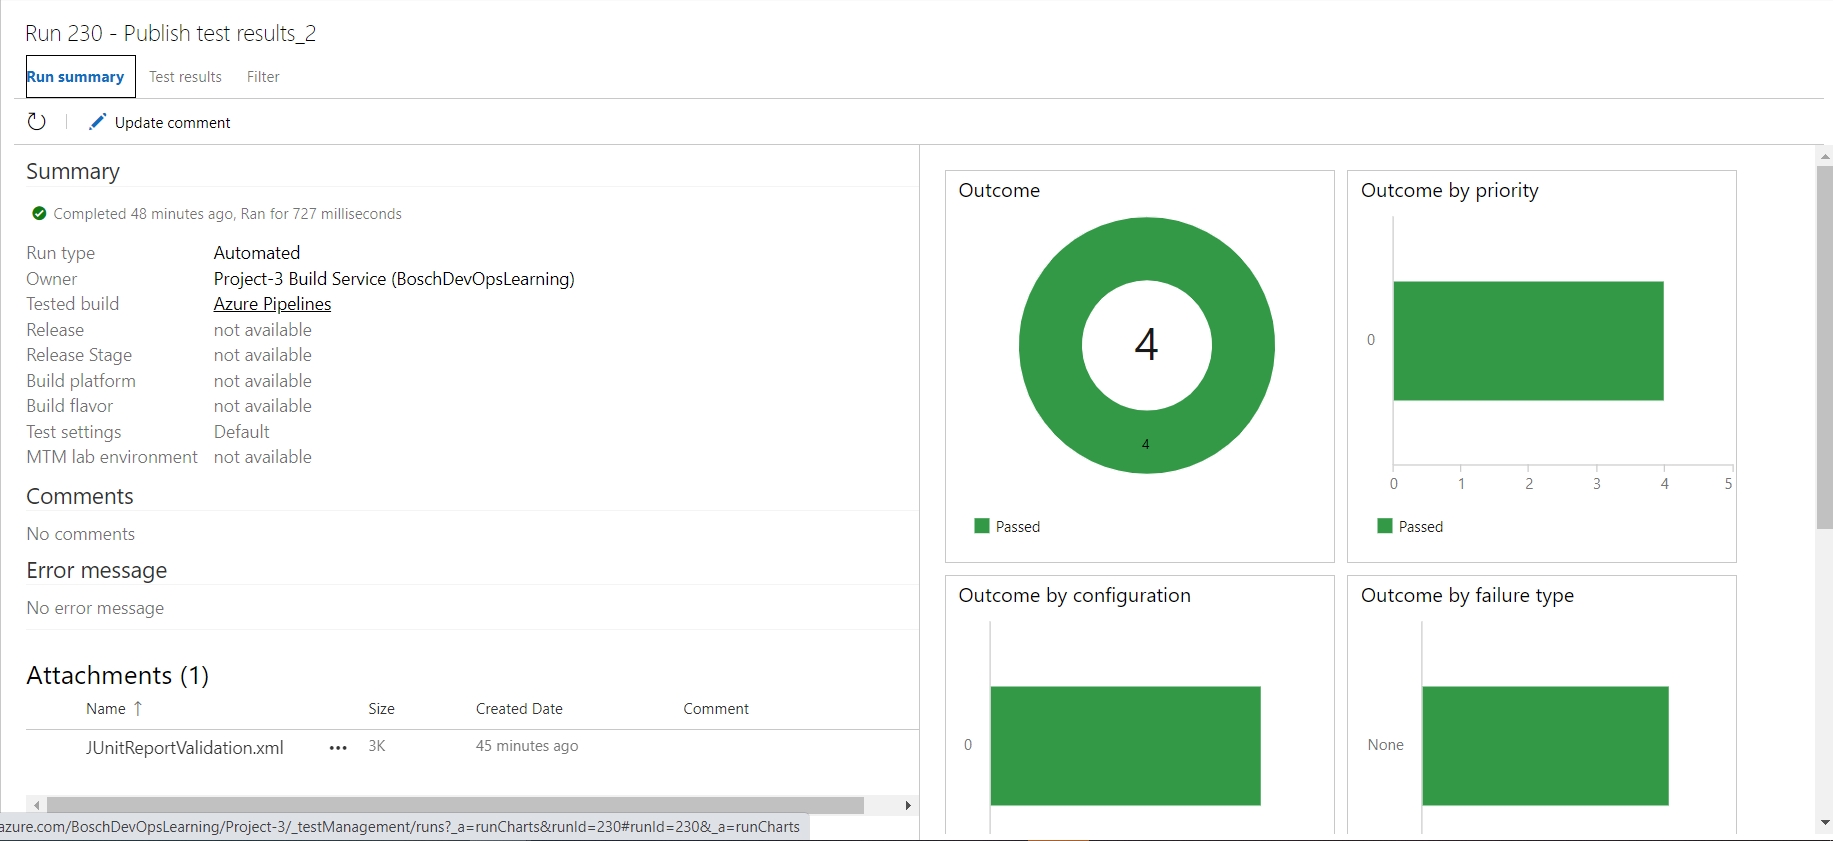 Run 230 - Publish test results_2
Run summary Test results Filter
Update comment
Summary
Completed 48 minutes ago, Ran for 727 milliseconds
Run type Automated
Owner Project-3 Build Service (BoschDevOpsLearning)
Tested build Azure Pipelines
Release not available
Release Stage not available
Build platform not available
Build flavor not available
Test settings Default
MTM lab environment not available
Comments
No comments
Error message
No error message
Attachments (1)
Name ↑ Size Created Date Comment
JUnitReportValidation.xml ••• 3K 45 minutes ago
azure.com/BoschDevOpsLearning/Project-3/_testManagement/runs?_a=runCharts&runId=230#runId=230&_a=runCharts
Outcome
4
4
Passed
Outcome by priority
0
0 1 2 3 4 5
Passed
Outcome by configuration
0
Outcome by failure type
None